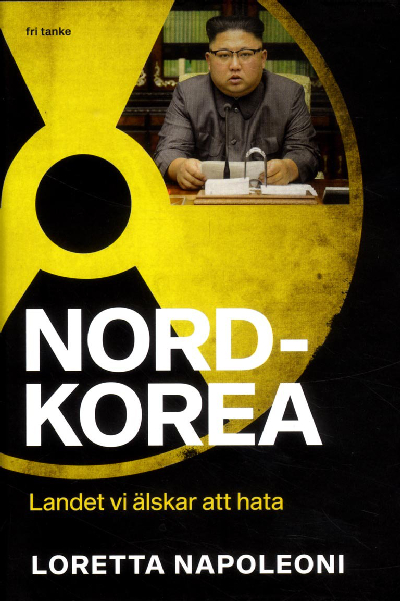 fri tanke
NORD-
KOREA
Landet vi älskar att hata
LORETTA NAPOLEONI